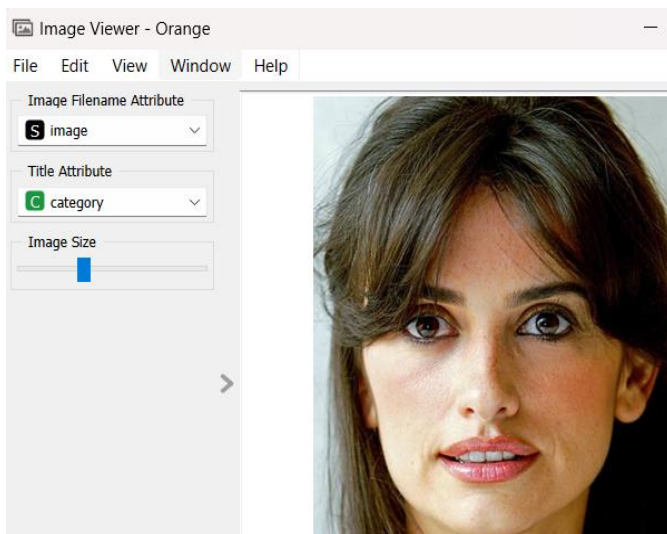 Image Viewer - Orange
File Edit View Window Help
Image Filename Attribute
S image
Title Attribute
C category
Image Size